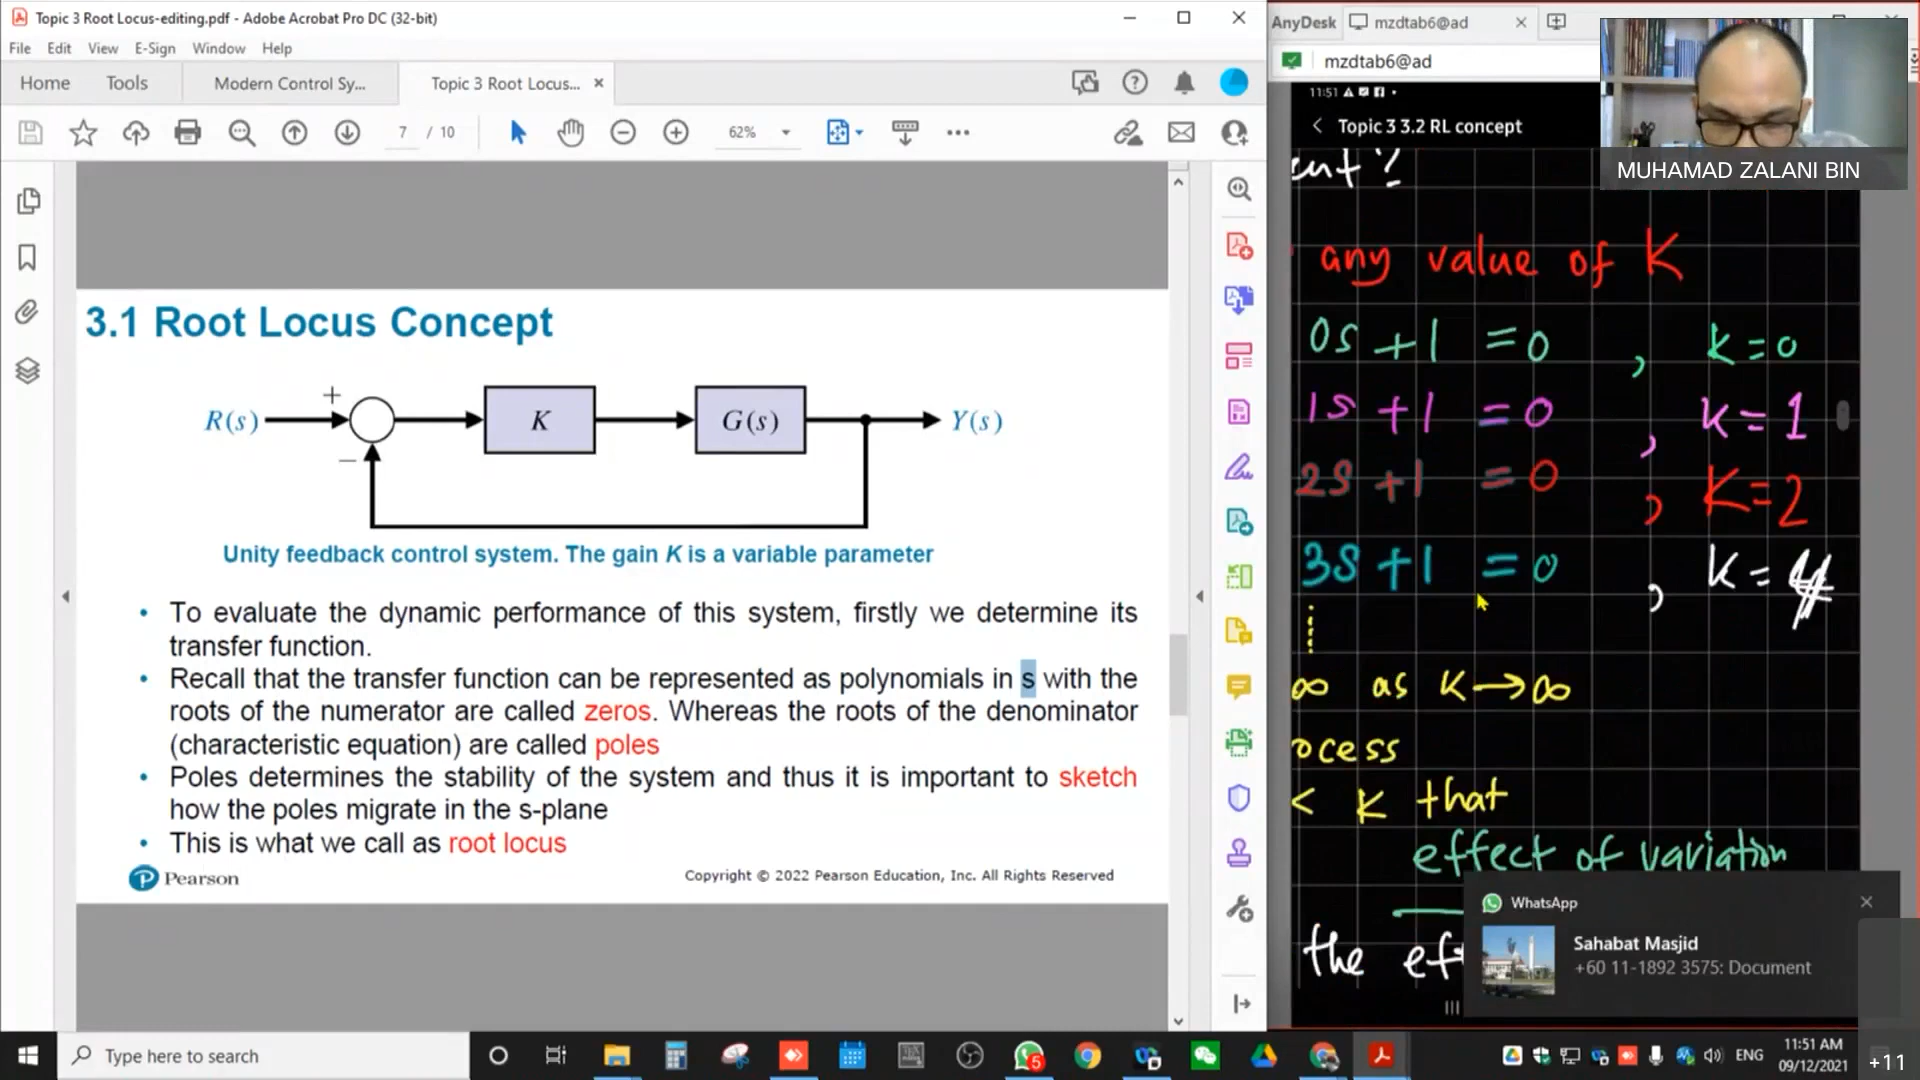 Topic 3 Root Locus-editing.pdf - Adobe Acrobat Pro DC (32-bit)
File Edit View E-Sign Window Help
Home Tools Modern Control Sy... Topic 3 Root Locus... ×
7 / 10 62%
3.1 Root Locus Concept
+
R(s) K G(s) Y(s)
−
Unity feedback control system. The gain K is a variable parameter
• To evaluate the dynamic performance of this system, firstly we determine its
transfer function.
• Recall that the transfer function can be represented as polynomials in s with the
roots of the numerator are called zeros. Whereas the roots of the denominator
(characteristic equation) are called poles
• Poles determines the stability of the system and thus it is important to sketch
how the poles migrate in the s-plane
• This is what we call as root locus
Pearson
Copyright © 2022 Pearson Education, Inc. All Rights Reserved
AnyDesk mzdtab6@ad
mzdtab6@ad
11:51
Topic 3 3.2 RL concept
MUHAMAD ZALANI BIN
ent?
any value of K
0s + 1 = 0 , k = 0
1s + 1 = 0 , k = 1
2s + 1 = 0 , K = 2
3s + 1 = 0 , k =
∞ as K → ∞
ocess
< K that
effect of variation
the eff
WhatsApp
Sahabat Masjid
+60 11-1892 3575: Document
Type here to search
5
ENG
11:51 AM
09/12/2021
+11